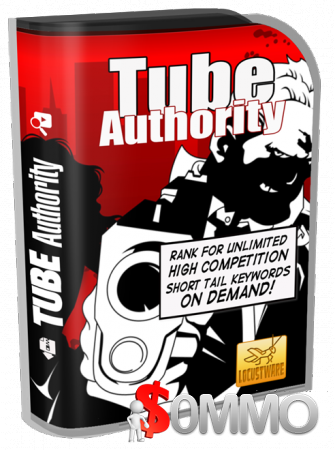 Tube
Authority
TUBE Authority
RANK FOR UNLIMITED
HIGH COMPETITION
SHORT TAIL KEYWORDS
ON DEMAND!
LOCUSTWARE
$0MMO